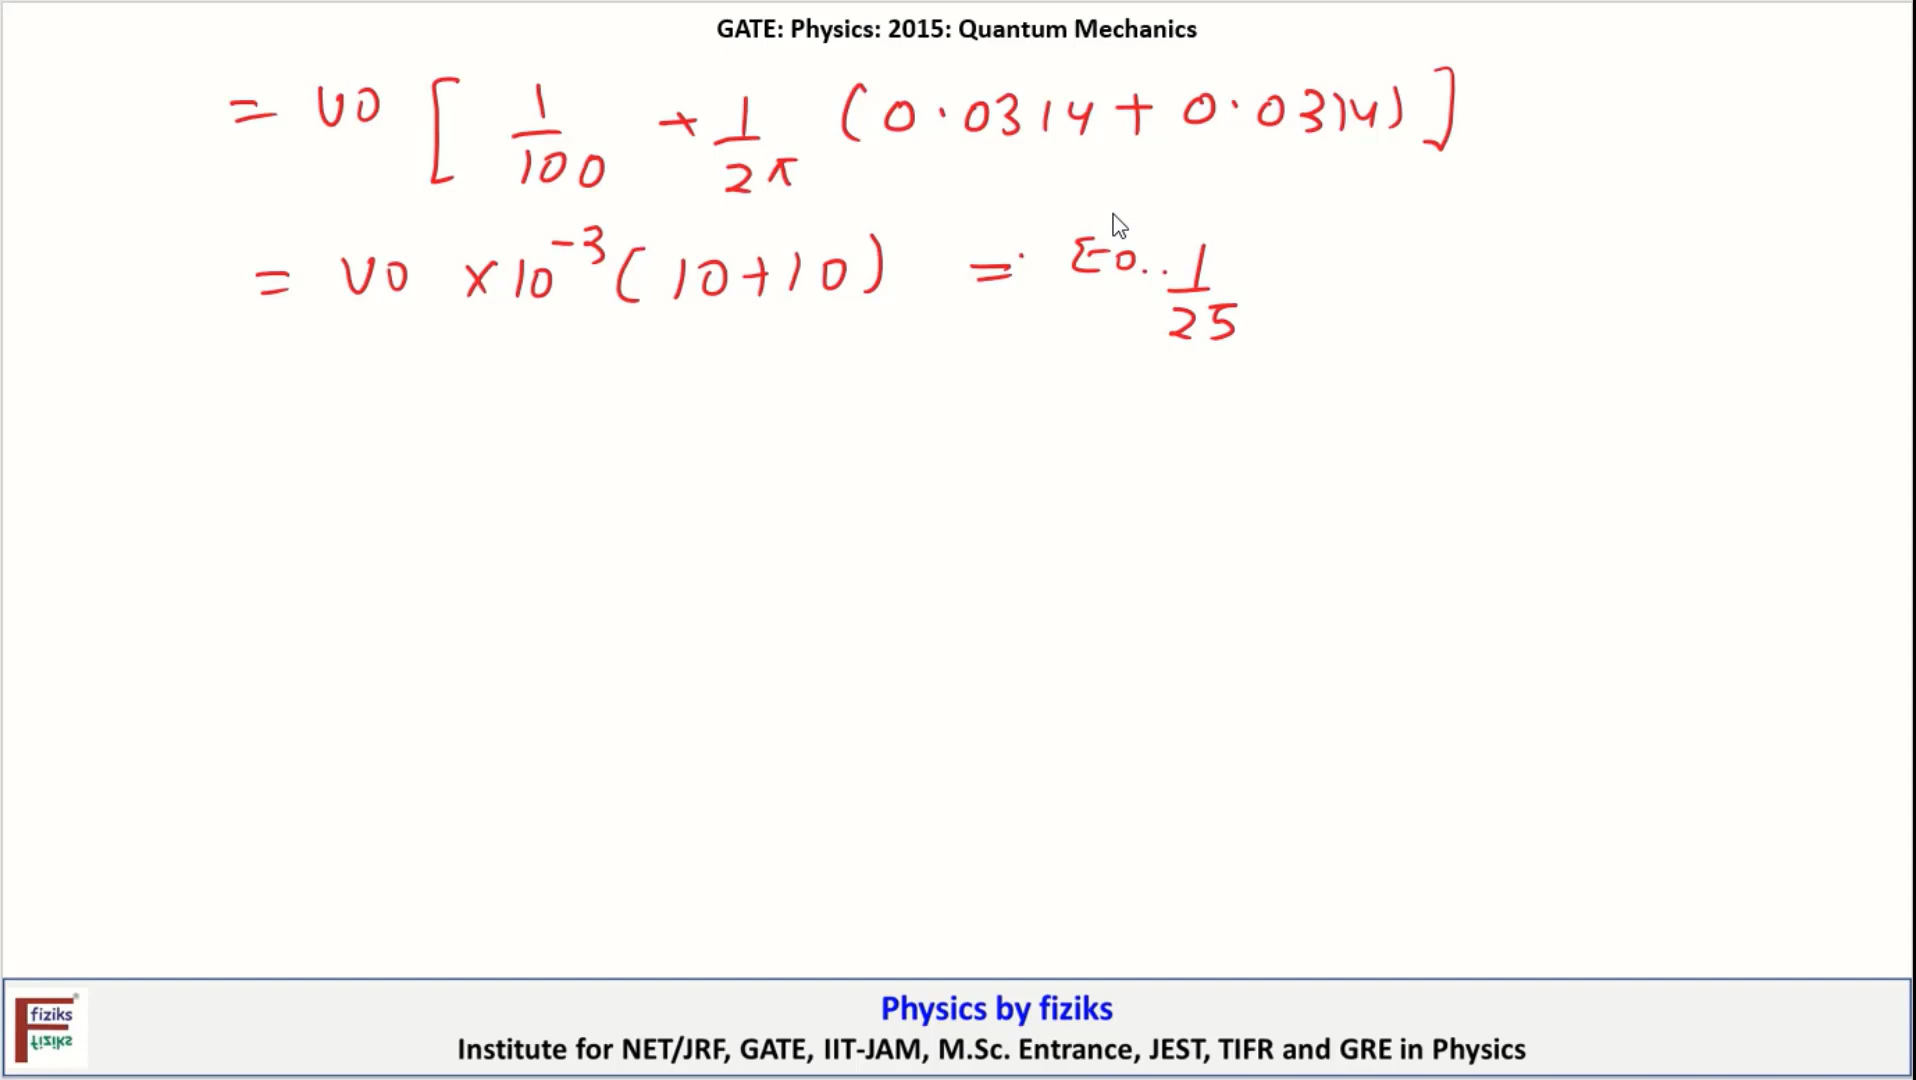 GATE: Physics: 2015: Quantum Mechanics
= V0 [ 1/100 + 1/2π (0.0314 + 0.0314) ]
= V0 × 10^-3 (10+10) = E0.. 1/25
fiziks
fiziks
Physics by fiziks
Institute for NET/JRF, GATE, IIT-JAM, M.Sc. Entrance, JEST, TIFR and GRE in Physics